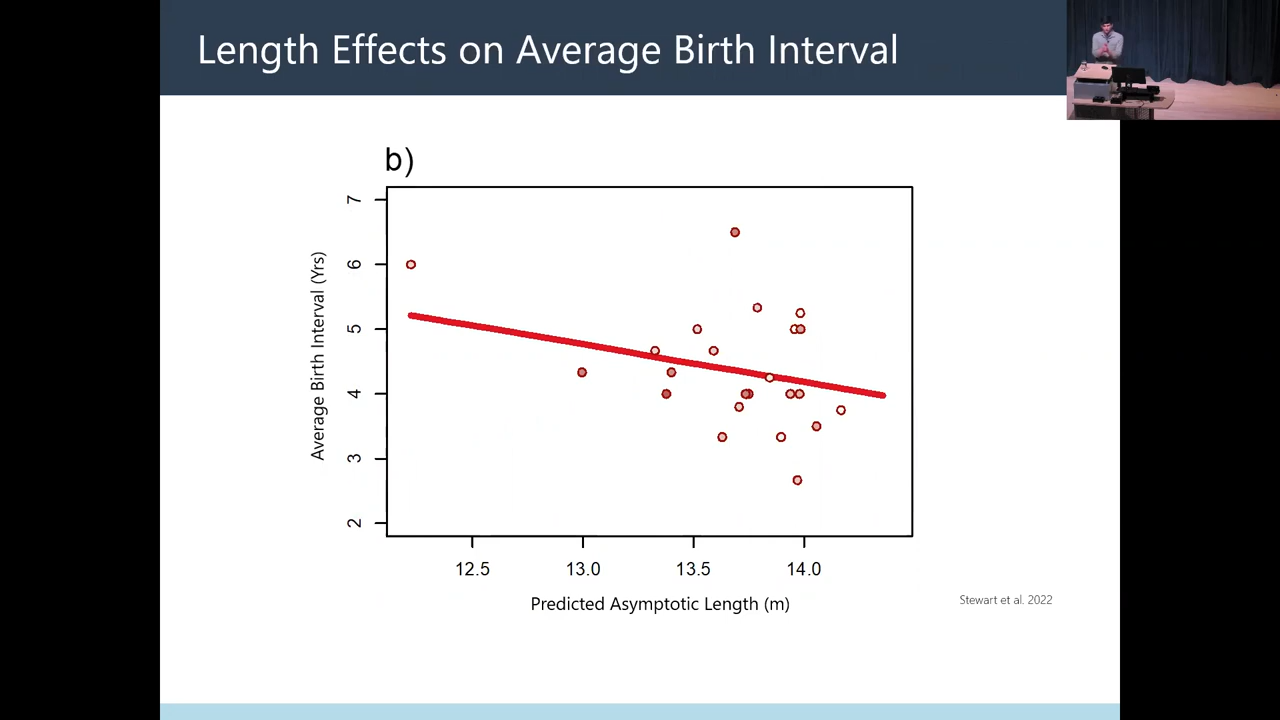 Length Effects on Average Birth Interval
b)
7
6
5
4
3
2
Average Birth Interval (Yrs)
12.5 13.0 13.5 14.0
Predicted Asymptotic Length (m)
Stewart et al. 2022